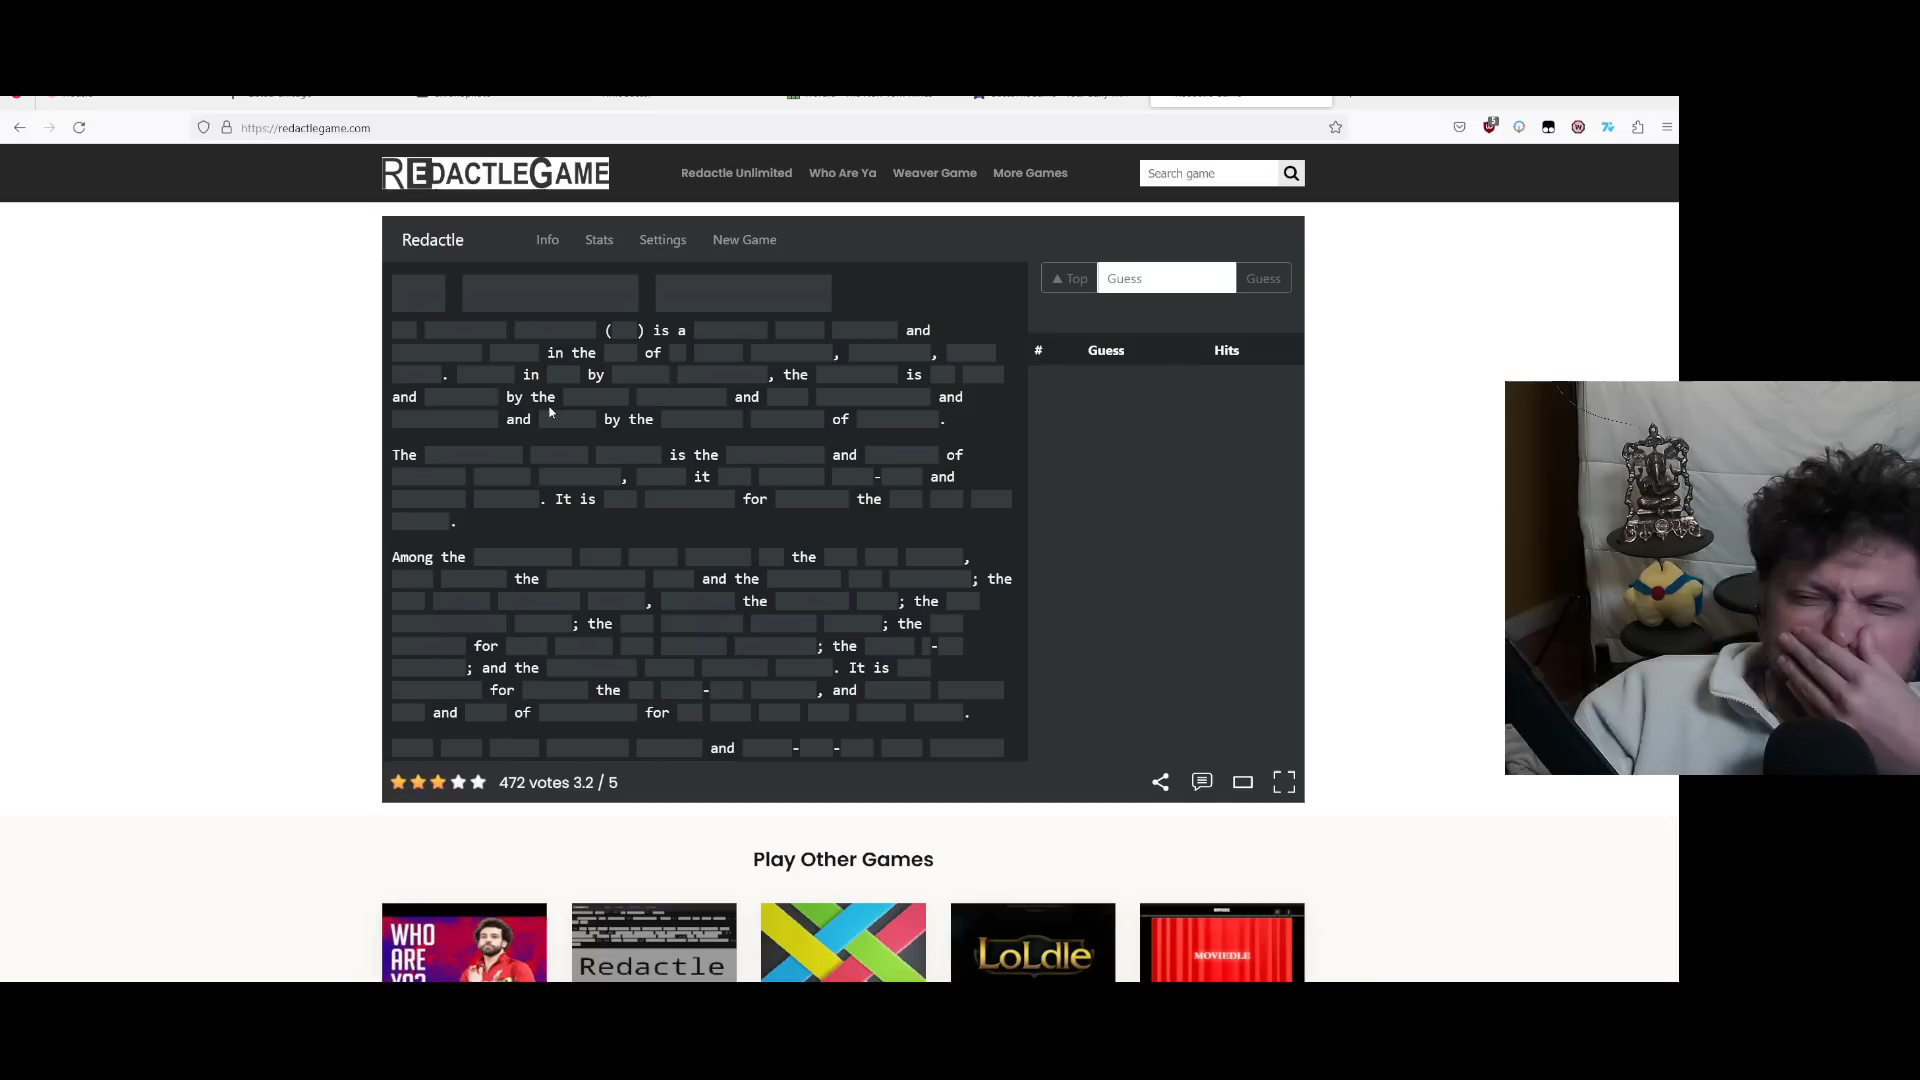 https://redactlegame.com
REDACTLEGAME
Redactle Unlimited
Who Are Ya
Weaver Game
More Games
Search game
Redactle
Info
Stats
Settings
New Game
▲ Top
Guess
Guess
( ) is a and
in the of , ,
. in by , the is
and by the and and
and by the of .
The is the and of
, it - and
. It is for the
.
Among the the ,
the and the ; the
, the ; the
; the ; the
for ; the -
; and the . It is
for the - , and
and of for .
and - -
# Guess Hits
472 votes 3.2 / 5
Play Other Games
WHO
ARE
YA?
Redactle
LoLdle
MOVIEDLE